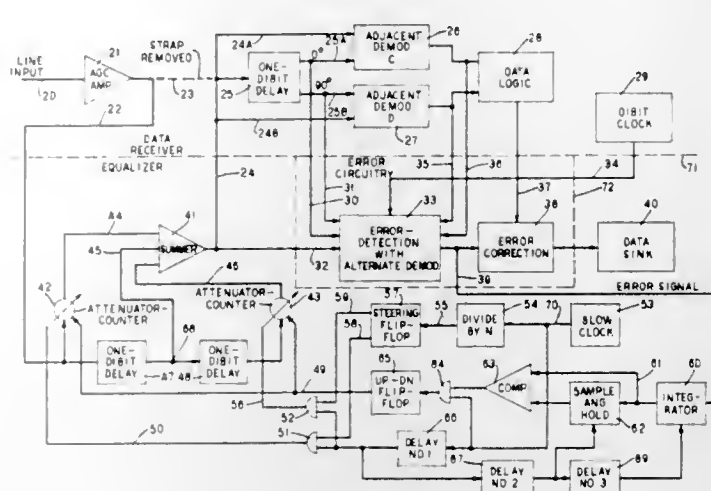 LINE INPUT
20
21
AGC AMP
STRAP REMOVED
23
22
24A
25A
0°
ONE-DIBIT DELAY
25
90°
25B
24B
ADJACENT DEMOD C
26
ADJACENT DEMOD D
27
DATA LOGIC
28
29
DIBIT CLOCK
DATA RECEIVER
EQUALIZER
24
ERROR CIRCUITRY
31
30
35
36
34
37
72
71
33
ERROR-DETECTION WITH ALTERNATE DEMOD
32
38
ERROR CORRECTION
40
DATA SINK
39
ERROR SIGNAL
44
45
41
SUMMER
46
42
ATTENUATOR-COUNTER
ATTENUATOR-COUNTER
43
68
ONE-DIBIT DELAY
47
48
ONE-DIBIT DELAY
49
56
52
50
51
59
58
57
STEERING FLIP-FLOP
55
54
DIVIDE BY N
70
53
SLOW CLOCK
65
UP-DN FLIP-FLOP
64
63
COMP
61
60
SAMPLE AND HOLD
62
INTEGRATOR
66
DELAY NO. 1
67
DELAY NO 2
69
DELAY NO. 3